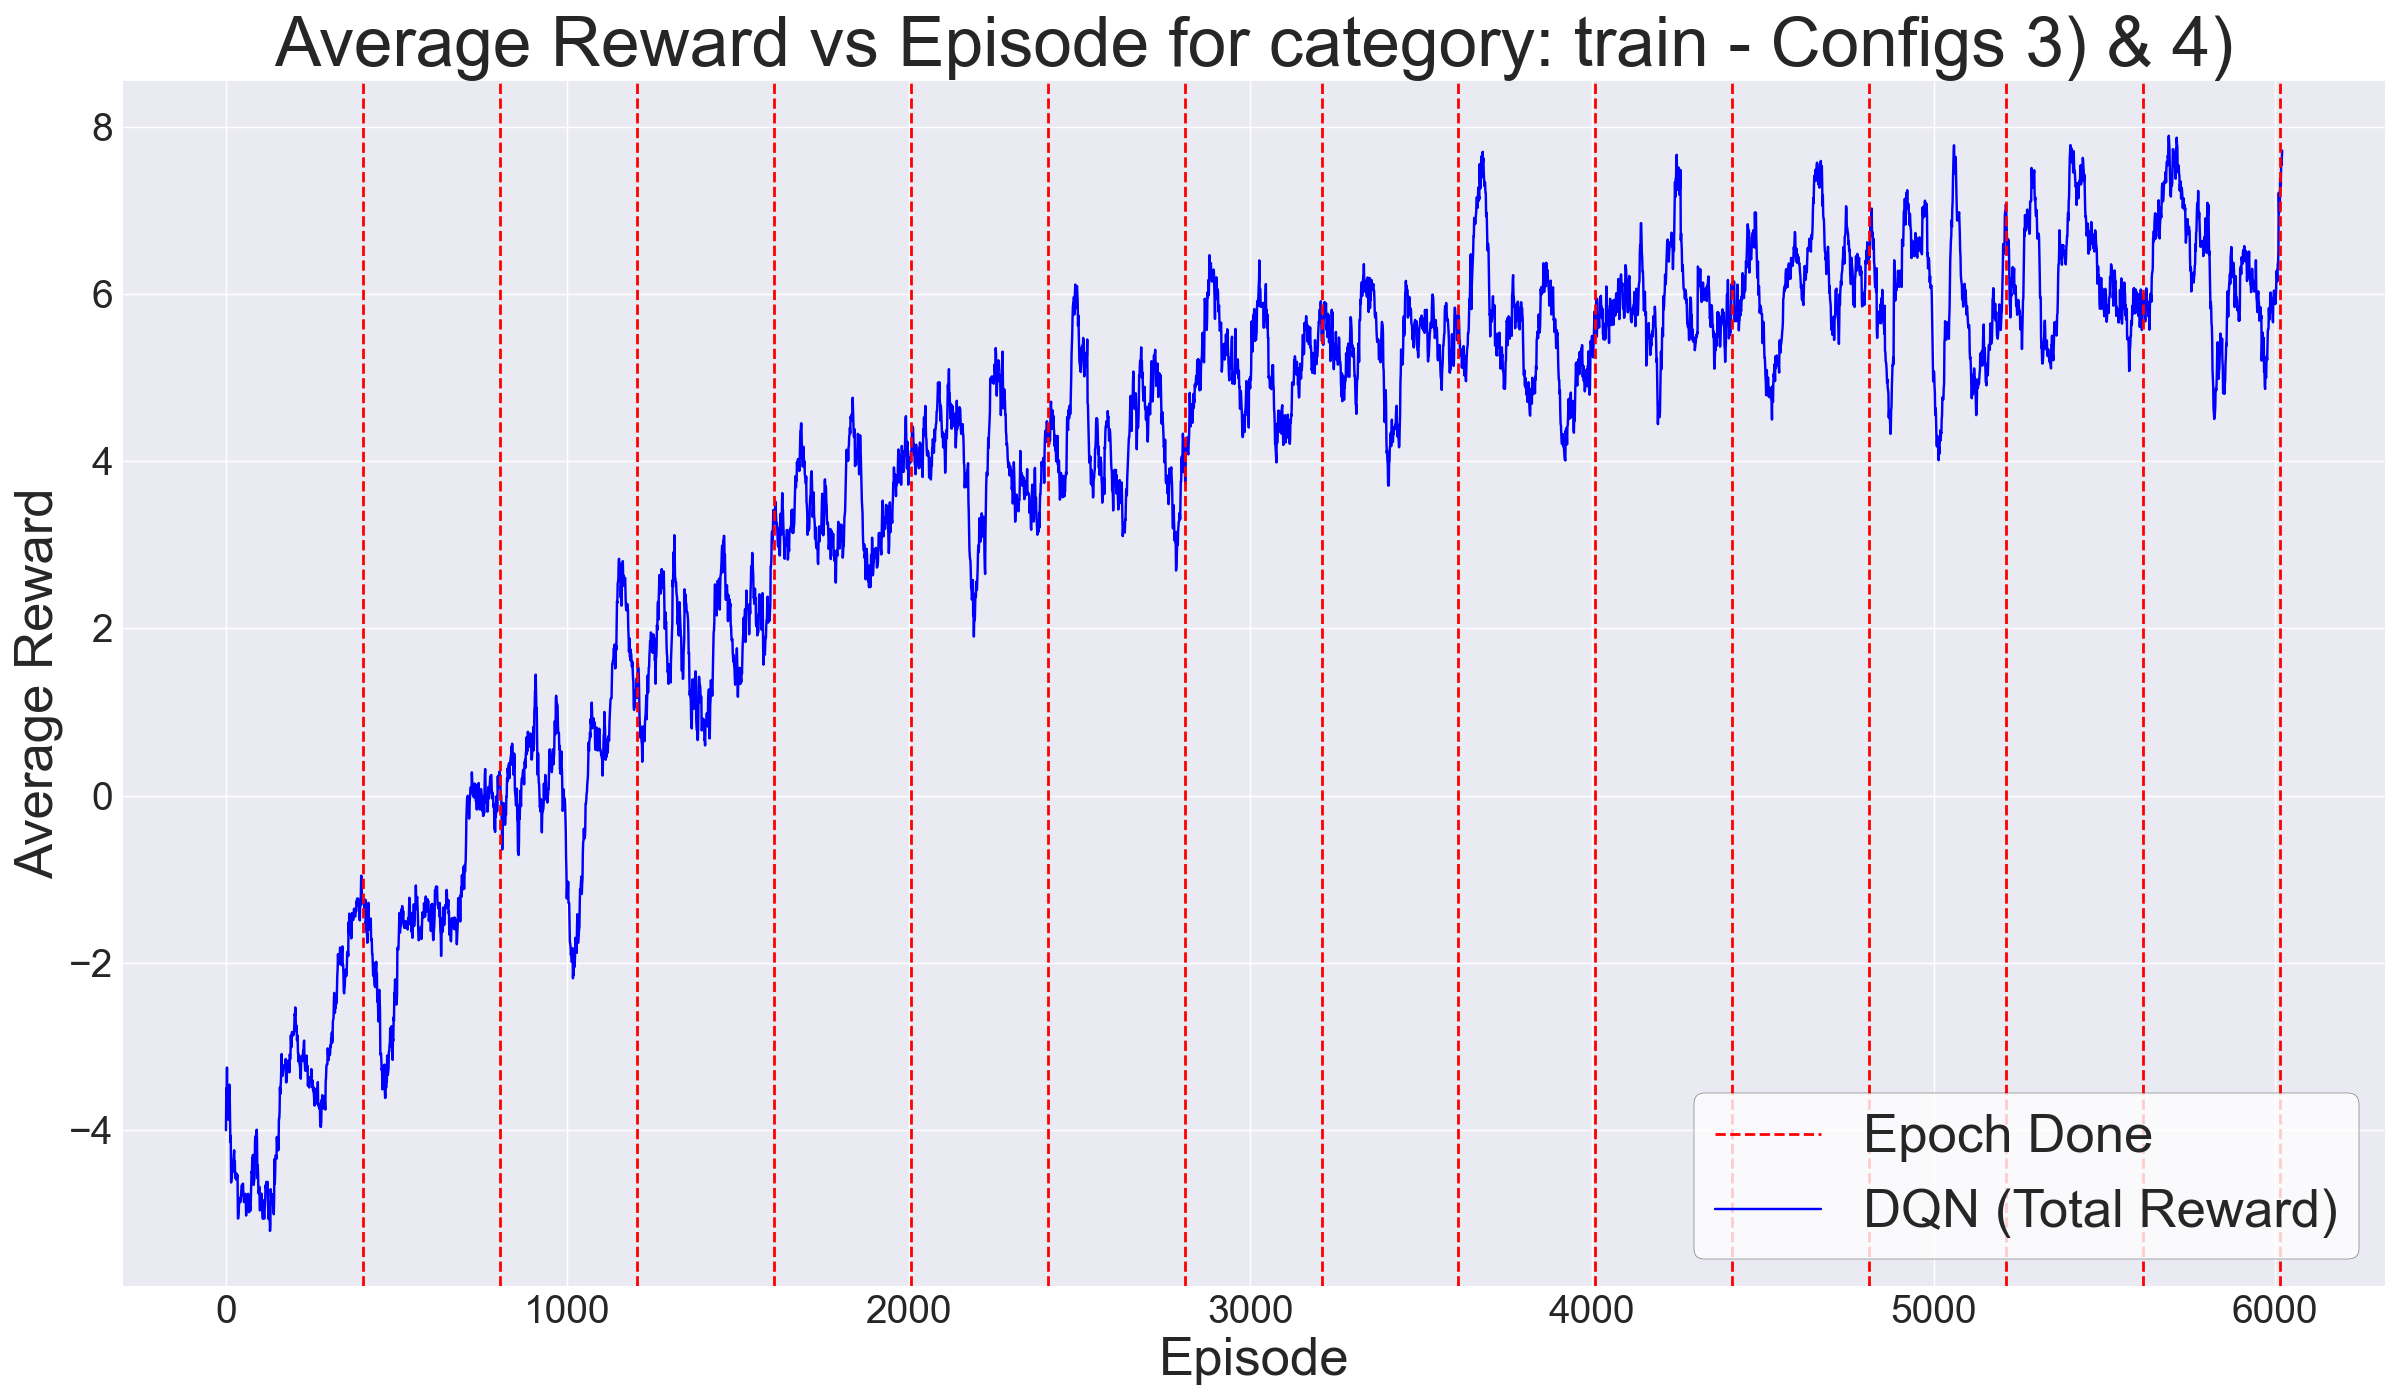 Average Reward vs Episode for category: train - Configs 3) & 4)
8
6
4
2
0
−2
−4
Average Reward
0 1000 2000 3000 4000 5000 6000
Episode
Epoch Done
DQN (Total Reward)